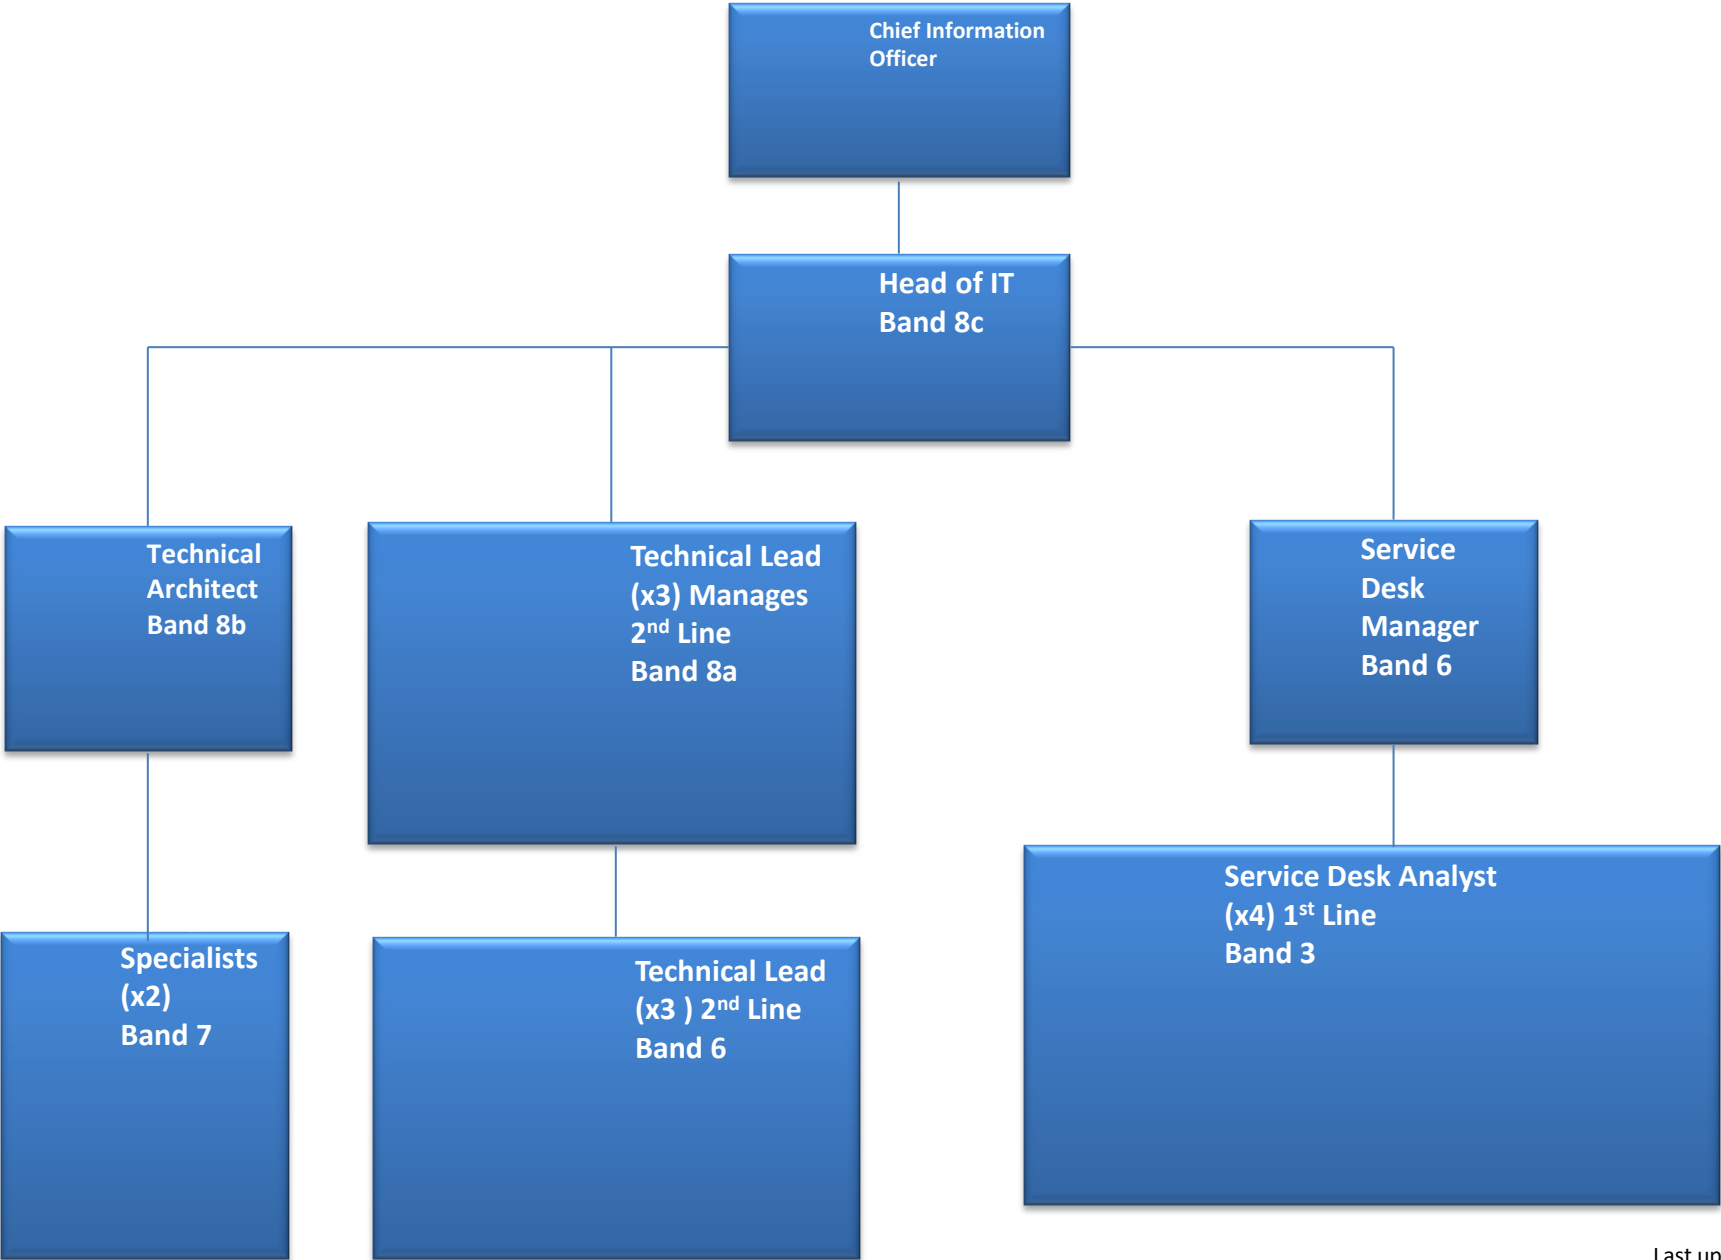 Chief Information
Officer
Head of IT
Band 8c
Technical
Architect
Band 8b
Technical Lead
(x3) Manages
2nd Line
Band 8a
Service
Desk
Manager
Band 6
Specialists
(x2)
Band 7
Technical Lead
(x3 ) 2nd Line
Band 6
Service Desk Analyst
(x4) 1st Line
Band 3
Last